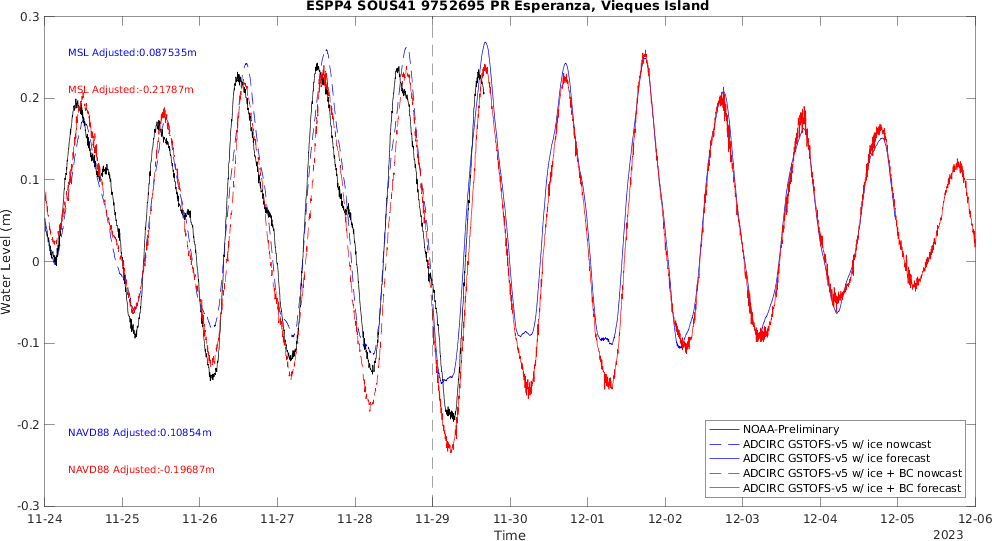 ESPP4 SOUS41 9752695 PR Esperanza, Vieques Island
0.3
0.2
0.1
0
-0.1
-0.2
-0.3
Water Level (m)
MSL Adjusted:0.087535m
MSL Adjusted:-0.21787m
NAVD88 Adjusted:0.10854m
NAVD88 Adjusted:-0.19687m
NOAA-Preliminary
ADCIRC GSTOFS-v5 w/ ice nowcast
ADCIRC GSTOFS-v5 w/ ice forecast
ADCIRC GSTOFS-v5 w/ ice + BC nowcast
ADCIRC GSTOFS-v5 w/ ice + BC forecast
11-24 11-25 11-26 11-27 11-28 11-29 11-30 12-01 12-02 12-03 12-04 12-05 12-06
Time
2023